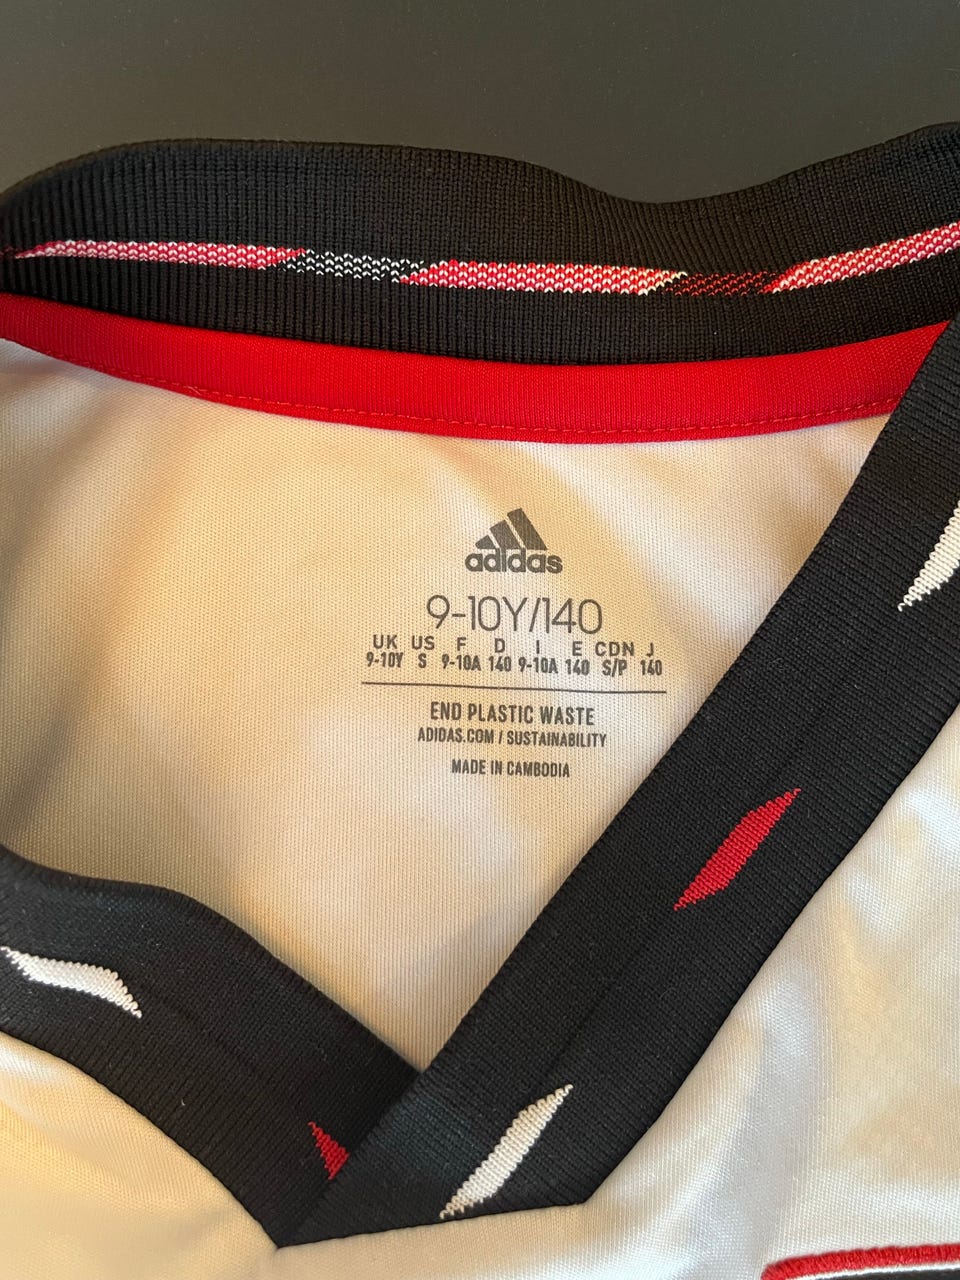 adidas
9-10Y/140
UK US F D I E CDN J
9-10Y S 9-10A 140 9-10A 140 S/P 140
END PLASTIC WASTE
ADIDAS.COM / SUSTAINABILITY
MADE IN CAMBODIA